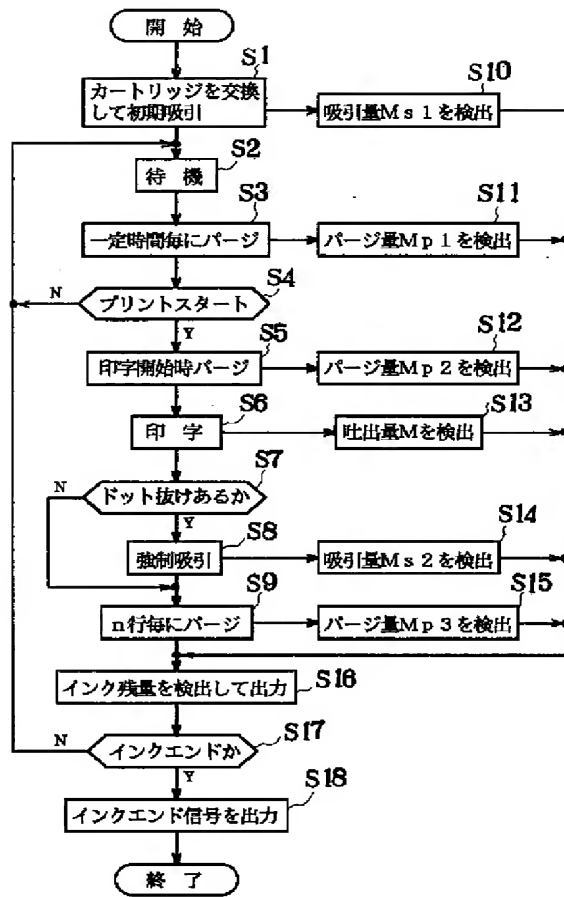 開 始
S1
カートリッジを交換
して初期吸引
S10
吸引量Ms1を検出
S2
待 機
S3
一定時間毎にパージ
S11
パージ量Mp1を検出
S4
N
プリントスタート
Y
S5
印字開始時パージ
S12
パージ量Mp2を検出
S6
印 字
S13
吐出量Mを検出
S7
N
ドット抜けあるか
Y
S8
強制吸引
S14
吸引量Ms2を検出
S9
n行毎にパージ
S15
パージ量Mp3を検出
インク残量を検出して出力
S16
N
インクエンドか
S17
Y
S18
インクエンド信号を出力
終 了